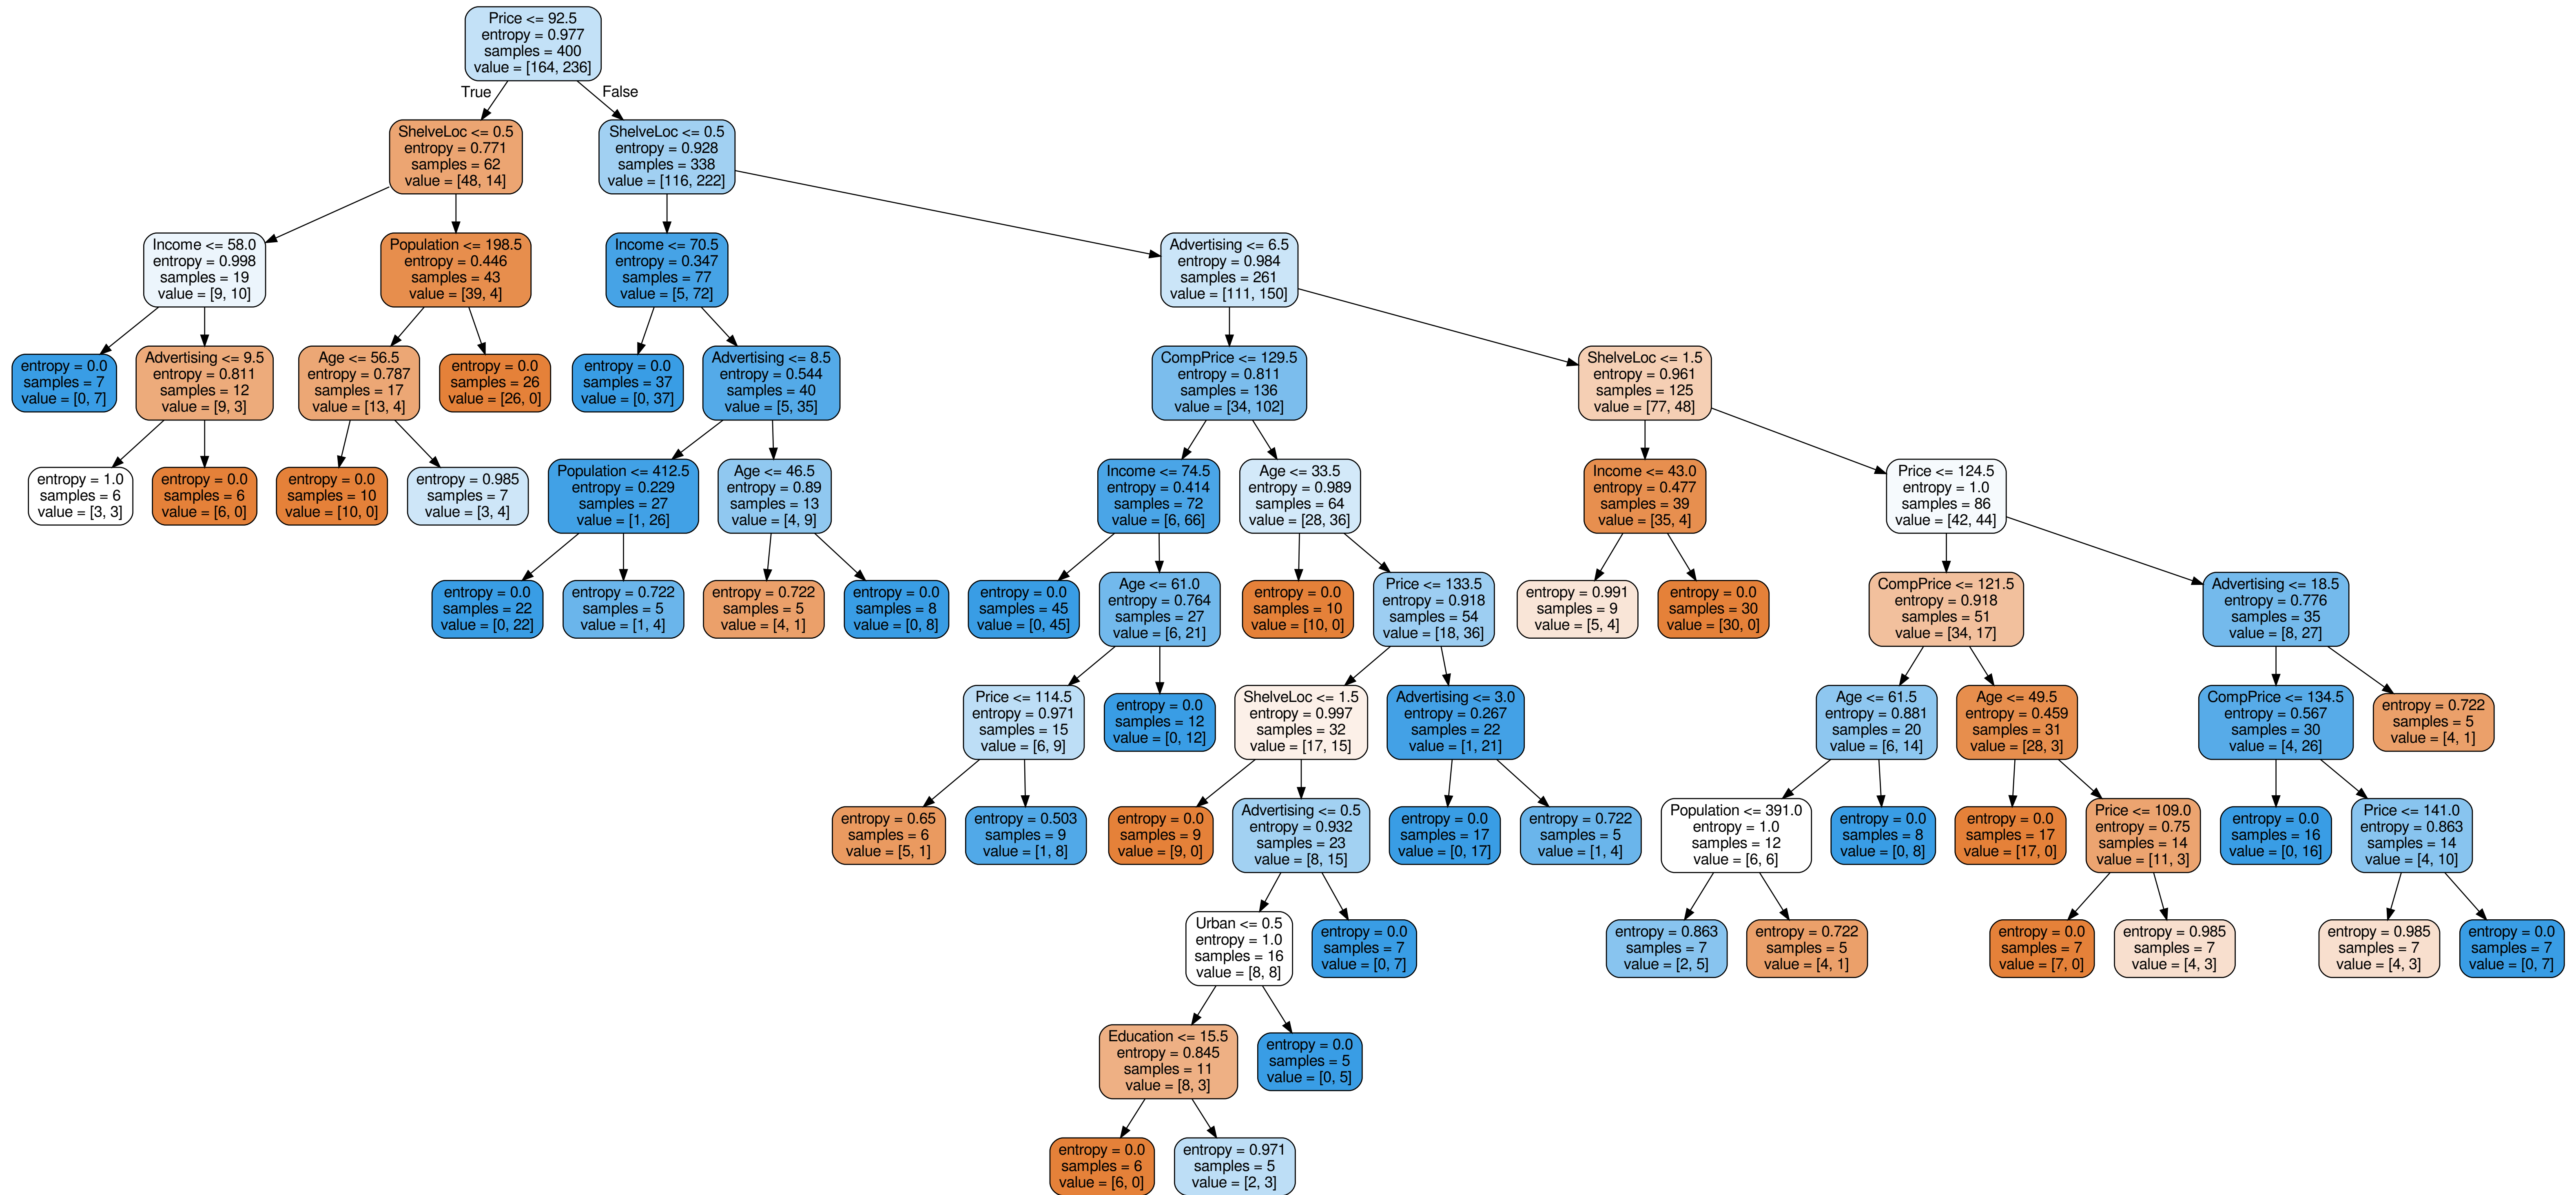 Price <= 92.5
entropy = 0.977
samples = 400
value = [164, 236]
True
False
ShelveLoc <= 0.5
entropy = 0.771
samples = 62
value = [48, 14]
ShelveLoc <= 0.5
entropy = 0.928
samples = 338
value = [116, 222]
Income <= 58.0
entropy = 0.998
samples = 19
value = [9, 10]
Population <= 198.5
entropy = 0.446
samples = 43
value = [39, 4]
Income <= 70.5
entropy = 0.347
samples = 77
value = [5, 72]
Advertising <= 6.5
entropy = 0.984
samples = 261
value = [111, 150]
entropy = 0.0
samples = 7
value = [0, 7]
Advertising <= 9.5
entropy = 0.811
samples = 12
value = [9, 3]
Age <= 56.5
entropy = 0.787
samples = 17
value = [13, 4]
entropy = 0.0
samples = 26
value = [26, 0]
entropy = 0.0
samples = 37
value = [0, 37]
Advertising <= 8.5
entropy = 0.544
samples = 40
value = [5, 35]
CompPrice <= 129.5
entropy = 0.811
samples = 136
value = [34, 102]
ShelveLoc <= 1.5
entropy = 0.961
samples = 125
value = [77, 48]
entropy = 1.0
samples = 6
value = [3, 3]
entropy = 0.0
samples = 6
value = [6, 0]
entropy = 0.0
samples = 10
value = [10, 0]
entropy = 0.985
samples = 7
value = [3, 4]
Population <= 412.5
entropy = 0.229
samples = 27
value = [1, 26]
Age <= 46.5
entropy = 0.89
samples = 13
value = [4, 9]
Income <= 74.5
entropy = 0.414
samples = 72
value = [6, 66]
Age <= 33.5
entropy = 0.989
samples = 64
value = [28, 36]
Income <= 43.0
entropy = 0.477
samples = 39
value = [35, 4]
Price <= 124.5
entropy = 1.0
samples = 86
value = [42, 44]
entropy = 0.0
samples = 22
value = [0, 22]
entropy = 0.722
samples = 5
value = [1, 4]
entropy = 0.722
samples = 5
value = [4, 1]
entropy = 0.0
samples = 8
value = [0, 8]
entropy = 0.0
samples = 45
value = [0, 45]
Age <= 61.0
entropy = 0.764
samples = 27
value = [6, 21]
entropy = 0.0
samples = 10
value = [10, 0]
Price <= 133.5
entropy = 0.918
samples = 54
value = [18, 36]
entropy = 0.991
samples = 9
value = [5, 4]
entropy = 0.0
samples = 30
value = [30, 0]
CompPrice <= 121.5
entropy = 0.918
samples = 51
value = [34, 17]
Advertising <= 18.5
entropy = 0.776
samples = 35
value = [8, 27]
Price <= 114.5
entropy = 0.971
samples = 15
value = [6, 9]
entropy = 0.0
samples = 12
value = [0, 12]
ShelveLoc <= 1.5
entropy = 0.997
samples = 32
value = [17, 15]
Advertising <= 3.0
entropy = 0.267
samples = 22
value = [1, 21]
Age <= 61.5
entropy = 0.881
samples = 20
value = [6, 14]
Age <= 49.5
entropy = 0.459
samples = 31
value = [28, 3]
CompPrice <= 134.5
entropy = 0.567
samples = 30
value = [4, 26]
entropy = 0.722
samples = 5
value = [4, 1]
entropy = 0.65
samples = 6
value = [5, 1]
entropy = 0.503
samples = 9
value = [1, 8]
entropy = 0.0
samples = 9
value = [9, 0]
Advertising <= 0.5
entropy = 0.932
samples = 23
value = [8, 15]
entropy = 0.0
samples = 17
value = [0, 17]
entropy = 0.722
samples = 5
value = [1, 4]
Population <= 391.0
entropy = 1.0
samples = 12
value = [6, 6]
entropy = 0.0
samples = 8
value = [0, 8]
entropy = 0.0
samples = 17
value = [17, 0]
Price <= 109.0
entropy = 0.75
samples = 14
value = [11, 3]
entropy = 0.0
samples = 16
value = [0, 16]
Price <= 141.0
entropy = 0.863
samples = 14
value = [4, 10]
Urban <= 0.5
entropy = 1.0
samples = 16
value = [8, 8]
entropy = 0.0
samples = 7
value = [0, 7]
entropy = 0.863
samples = 7
value = [2, 5]
entropy = 0.722
samples = 5
value = [4, 1]
entropy = 0.0
samples = 7
value = [7, 0]
entropy = 0.985
samples = 7
value = [4, 3]
entropy = 0.985
samples = 7
value = [4, 3]
entropy = 0.0
samples = 7
value = [0, 7]
Education <= 15.5
entropy = 0.845
samples = 11
value = [8, 3]
entropy = 0.0
samples = 5
value = [0, 5]
entropy = 0.0
samples = 6
value = [6, 0]
entropy = 0.971
samples = 5
value = [2, 3]